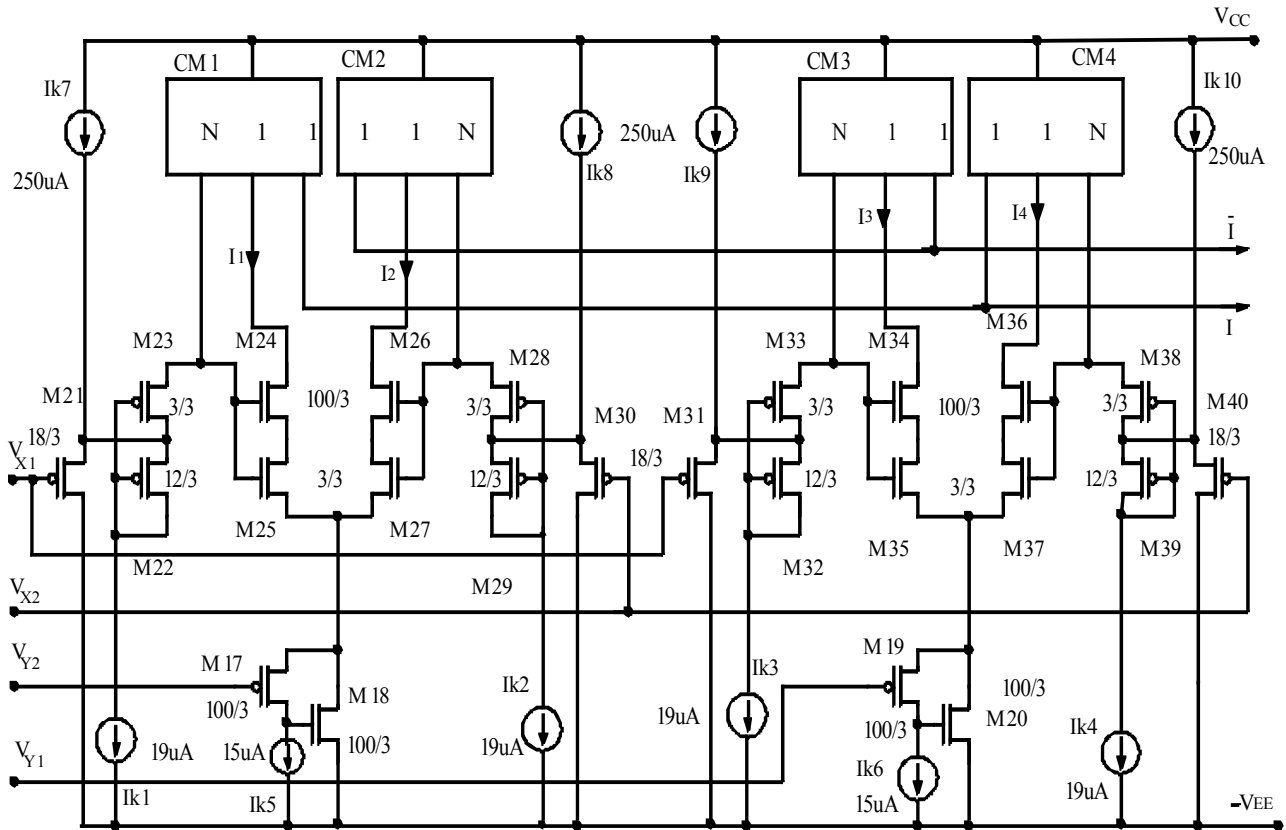 VCC
CM1 CM2 CM3 CM4
Ik7 Ik10
N 1 1 1 1 N 250uA N 1 1 1 1 N
250uA Ik8 Ik9 250uA
I3 I4
I1 I2
Ī
M36 I
M23 M24 M26 M28 M33 M34 M38
M21 3/3 100/3 3/3 M30 M31 3/3 100/3 3/3 M40
18/3 18/3 18/3
VX1 12/3 3/3 12/3 12/3 3/3 12/3
M25 M27 M35 M37 M39
M22 M32
VX2 M29
VY2 M17 M19
M18 Ik2 Ik3 100/3
100/3 M20
VY1 19uA 15uA 100/3 19uA 19uA 100/3 Ik4
Ik1 Ik5 Ik6
15uA 19uA
-VEE